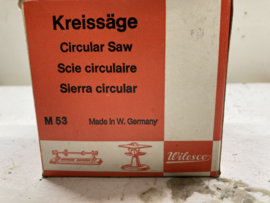 Kreissäge
Circular Saw
Scie circulaire
Sierra circular
M 53 Made in W. Germany
Wilesco